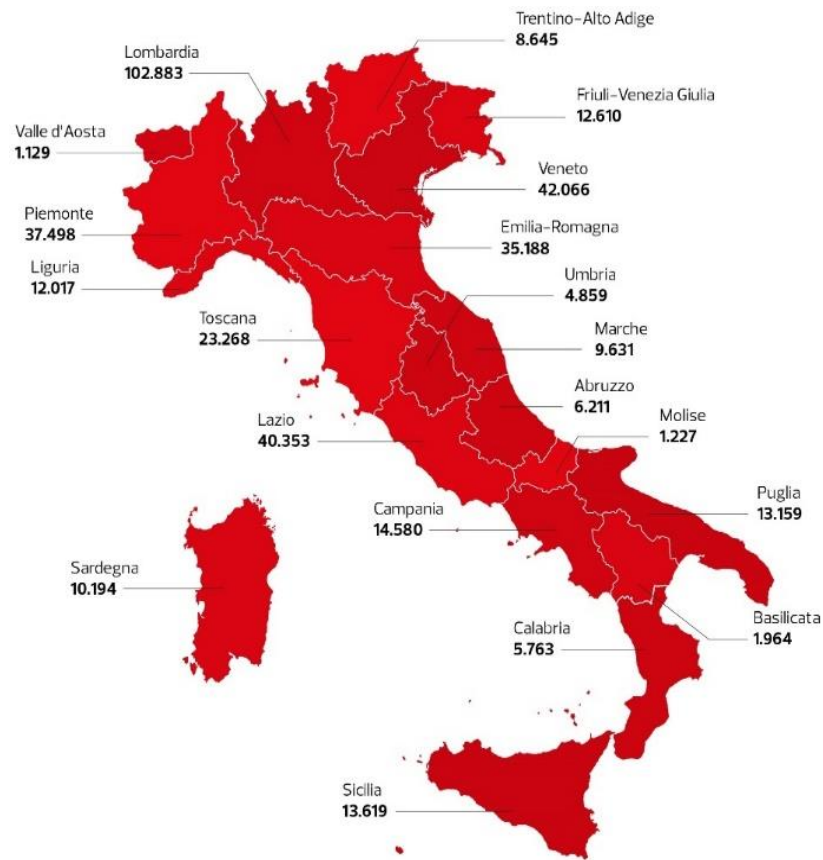 Trentino-Alto Adige
8.645
Lombardia
102.883
Friuli-Venezia Giulia
12.610
Valle d'Aosta
1.129
Veneto
42.066
Piemonte
37.498
Emilia-Romagna
35.188
Liguria
12.017
Umbria
4.859
Toscana
23.268
Marche
9.631
Abruzzo
6.211
Lazio
40.353
Molise
1.227
Puglia
13.159
Campania
14.580
Sardegna
10.194
Basilicata
1.964
Calabria
5.763
Sicilia
13.619